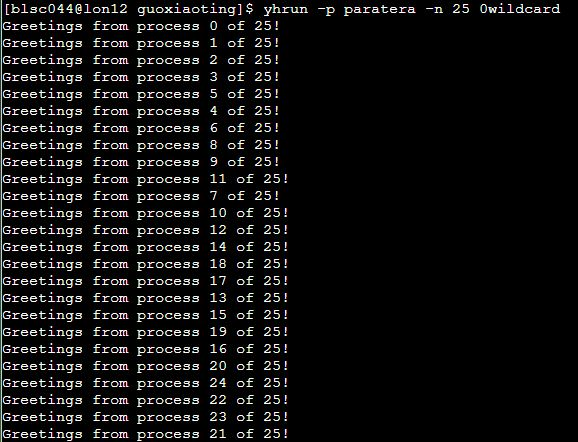 [blsc044@lon12 guoxiaoting]$ yhrun -p paratera -n 25 0wildcard
Greetings from process 0 of 25!
Greetings from process 1 of 25!
Greetings from process 2 of 25!
Greetings from process 3 of 25!
Greetings from process 5 of 25!
Greetings from process 4 of 25!
Greetings from process 6 of 25!
Greetings from process 8 of 25!
Greetings from process 9 of 25!
Greetings from process 11 of 25!
Greetings from process 7 of 25!
Greetings from process 10 of 25!
Greetings from process 12 of 25!
Greetings from process 14 of 25!
Greetings from process 18 of 25!
Greetings from process 17 of 25!
Greetings from process 13 of 25!
Greetings from process 15 of 25!
Greetings from process 19 of 25!
Greetings from process 16 of 25!
Greetings from process 20 of 25!
Greetings from process 24 of 25!
Greetings from process 22 of 25!
Greetings from process 23 of 25!
Greetings from process 21 of 25!